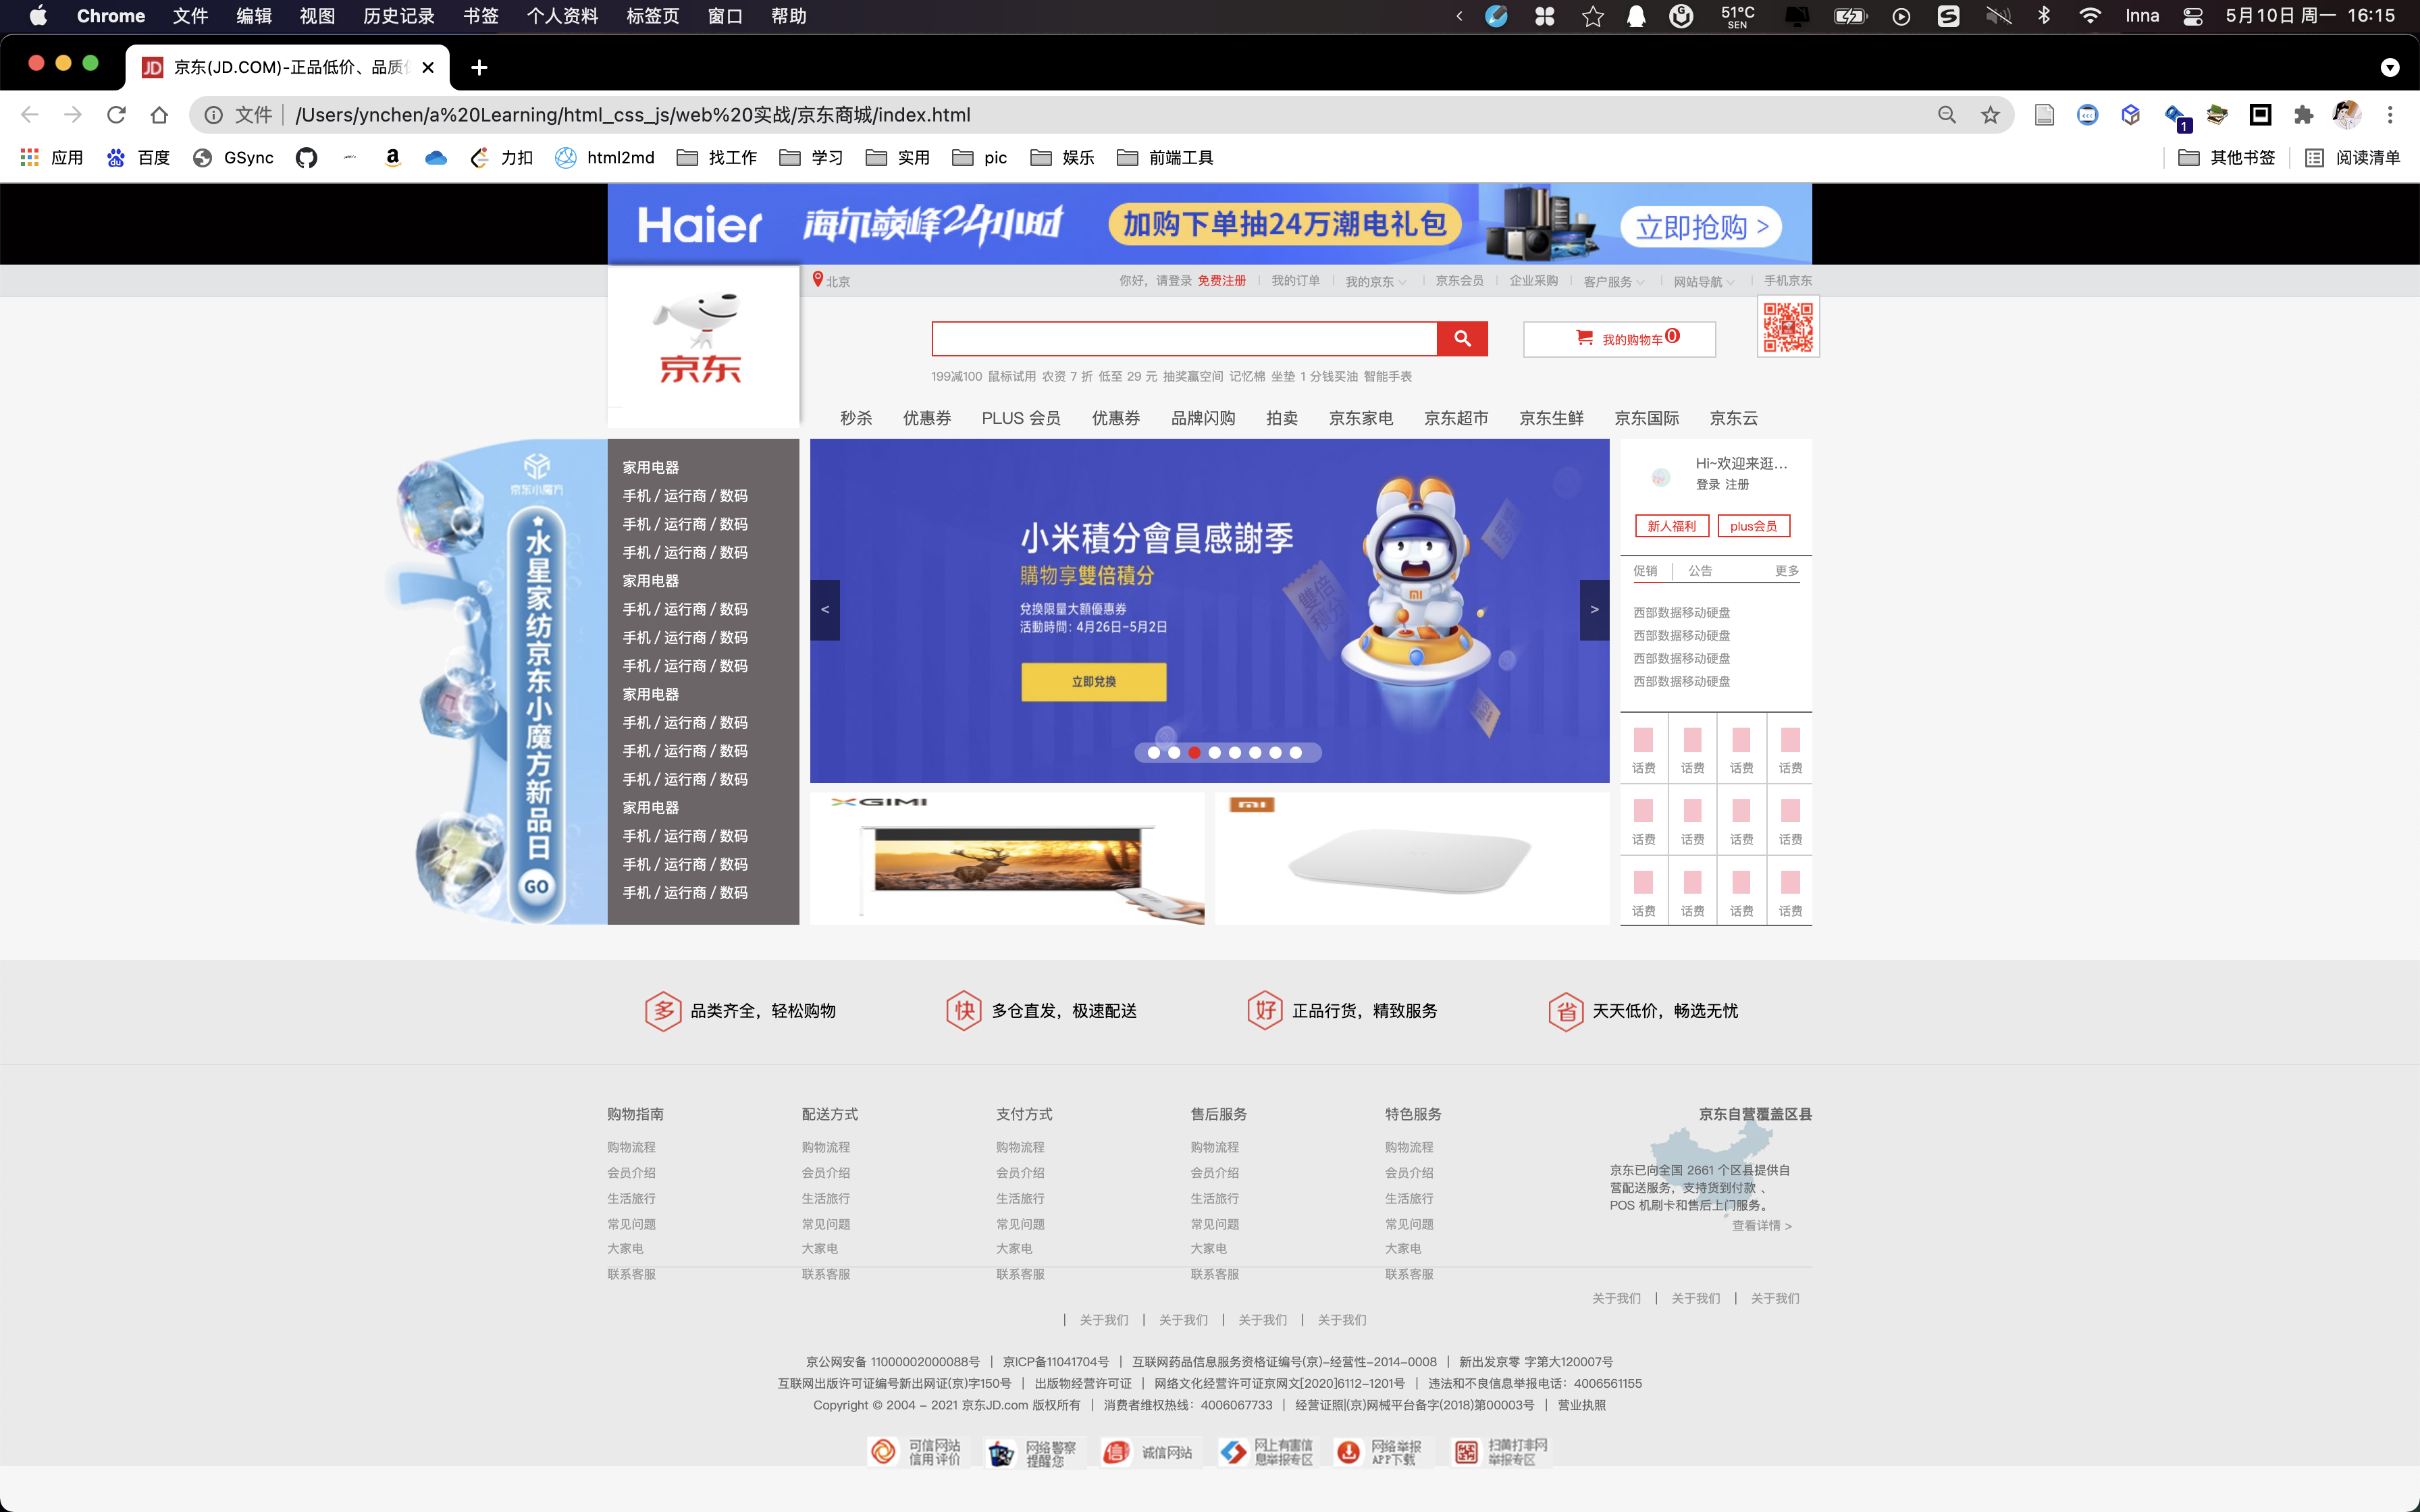 Chrome 文件 编辑 视图 历史记录 书签 个人资料 标签页 窗口 帮助 51°C SEN Inna 5月10日 周一 16:15
JD 京东(JD.COM)-正品低价、品质
文件 /Users/ynchen/a%20Learning/html_css_js/web%20实战/京东商城/index.html 1
应用 百度 GSync 力扣 html2md 找工作 学习 实用 pic 娱乐 前端工具 其他书签 阅读清单
Haier 海尔巅峰24小时 加购下单抽24万潮电礼包 立即抢购 >
北京 你好，请登录 免费注册 我的订单 我的京东 京东会员 企业采购 客户服务 网站导航 手机京东
京东
我的购物车 0
199减100 鼠标试用 农资 7 折 低至 29 元 抽奖赢空间 记忆棉 坐垫 1 分钱买油 智能手表
秒杀 优惠券 PLUS 会员 优惠券 品牌闪购 拍卖 京东家电 京东超市 京东生鲜 京东国际 京东云
京东小魔方
水星家纺京东小魔方新品日
GO
家用电器
手机 / 运行商 / 数码
手机 / 运行商 / 数码
手机 / 运行商 / 数码
家用电器
手机 / 运行商 / 数码
手机 / 运行商 / 数码
手机 / 运行商 / 数码
家用电器
手机 / 运行商 / 数码
手机 / 运行商 / 数码
手机 / 运行商 / 数码
家用电器
手机 / 运行商 / 数码
手机 / 运行商 / 数码
手机 / 运行商 / 数码
小米積分會員感謝季
購物享雙倍積分
兌換限量大額優惠券
活動時間：4月26日-5月2日
立即兌換
雙倍積分
< >
XGIMI
Hi~欢迎来逛...
登录 注册
新人福利 plus会员
促销 公告 更多
西部数据移动硬盘
西部数据移动硬盘
西部数据移动硬盘
西部数据移动硬盘
话费 话费 话费 话费
话费 话费 话费 话费
话费 话费 话费 话费
多 品类齐全，轻松购物 快 多仓直发，极速配送 好 正品行货，精致服务 省 天天低价，畅选无忧
购物指南 配送方式 支付方式 售后服务 特色服务 京东自营覆盖区县
购物流程 购物流程 购物流程 购物流程 购物流程
会员介绍 会员介绍 会员介绍 会员介绍 会员介绍
生活旅行 生活旅行 生活旅行 生活旅行 生活旅行
常见问题 常见问题 常见问题 常见问题 常见问题
大家电 大家电 大家电 大家电 大家电
联系客服 联系客服 联系客服 联系客服 联系客服
京东已向全国 2661 个区县提供自
营配送服务，支持货到付款 、
POS 机刷卡和售后上门服务。
查看详情 >
关于我们 | 关于我们 | 关于我们
| 关于我们 | 关于我们 | 关于我们 | 关于我们
京公网安备 11000002000088号 | 京ICP备11041704号 | 互联网药品信息服务资格证编号(京)-经营性-2014-0008 | 新出发京零 字第大120007号
互联网出版许可证编号新出网证(京)字150号 | 出版物经营许可证 | 网络文化经营许可证京网文[2020]6112-1201号 | 违法和不良信息举报电话：4006561155
Copyright © 2004 - 2021 京东JD.com 版权所有 | 消费者维权热线：4006067733 | 经营证照|(京)网械平台备字(2018)第00003号 | 营业执照
可信网站 信用评价 网络警察 提醒您 诚信网站 网上有害信 息举报专区 网络举报 APP下载 扫黄打非网 举报专区